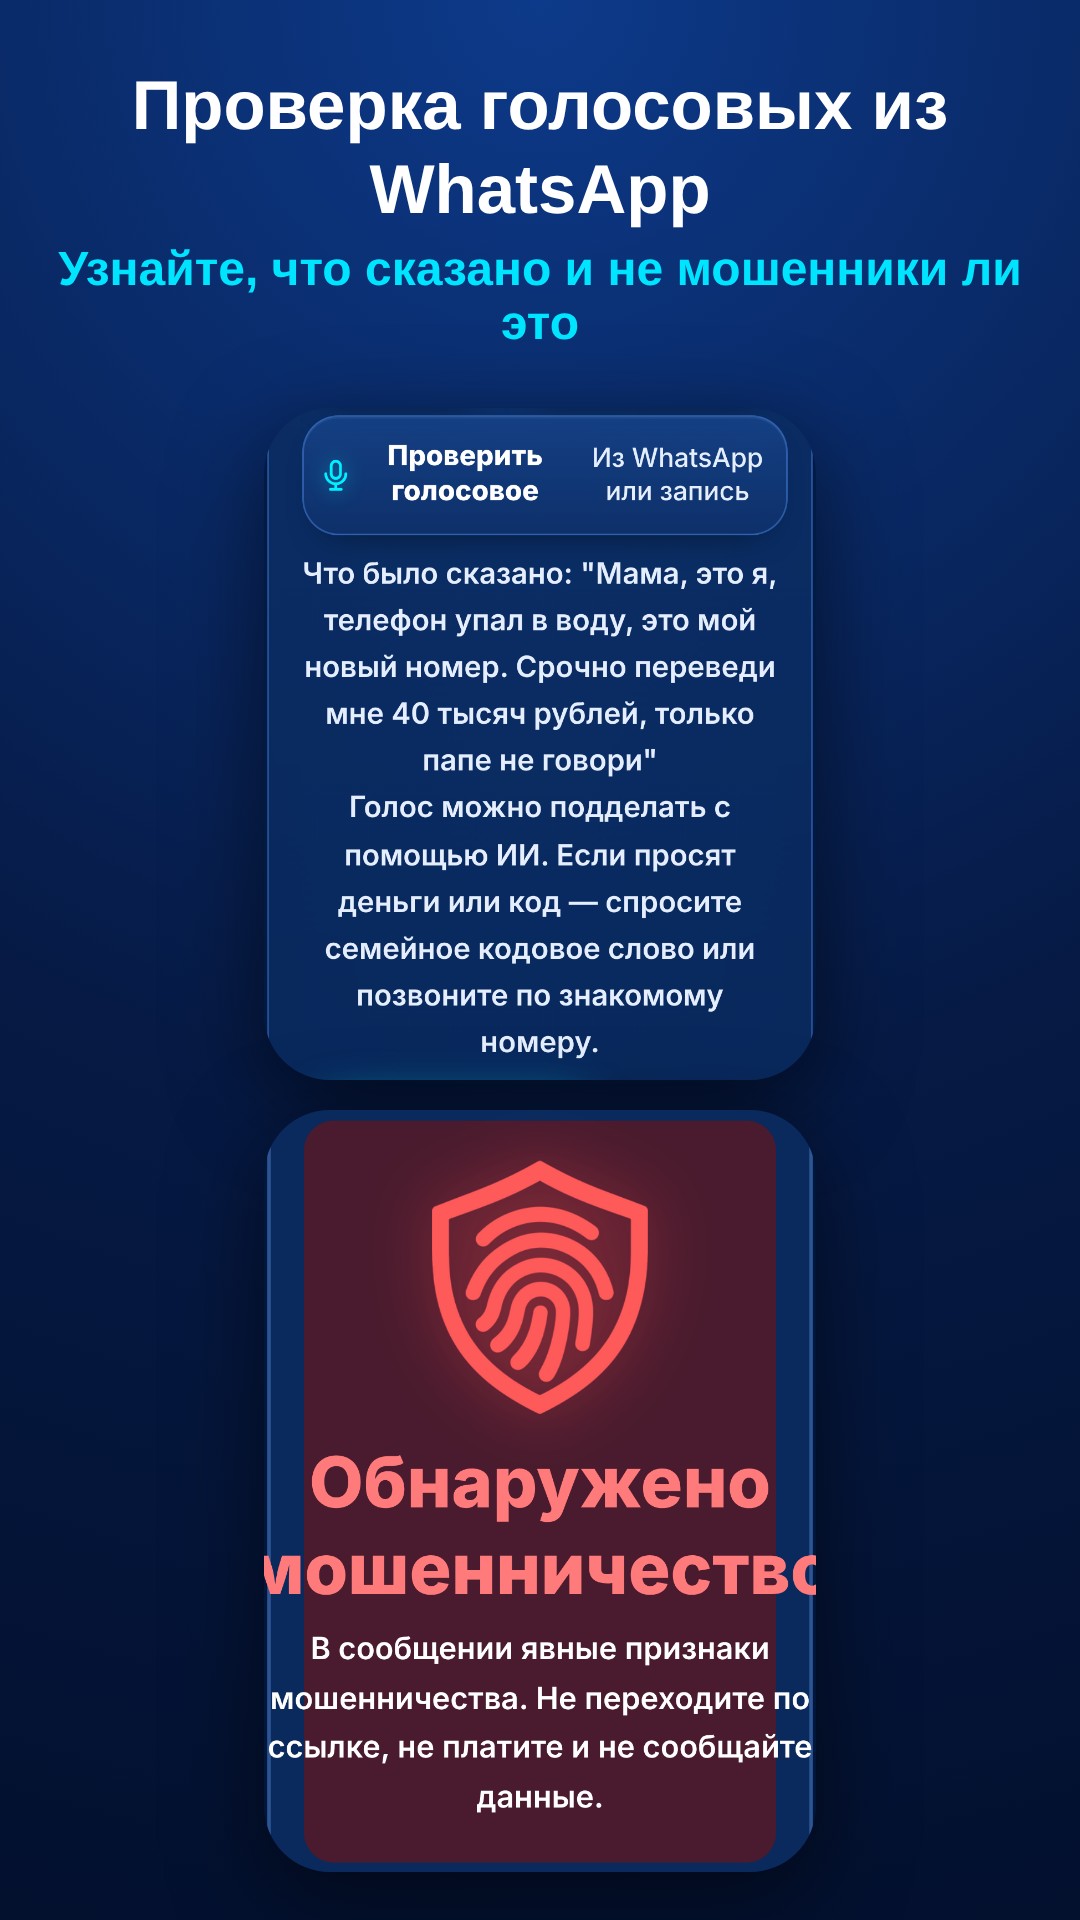 Проверка голосовых из
WhatsApp
Узнайте, что сказано и не мошенники ли
это
Проверить
голосовое
Из WhatsApp
или запись
Что было сказано: "Мама, это я,
телефон упал в воду, это мой
новый номер. Срочно переведи
мне 40 тысяч рублей, только
папе не говори"
Голос можно подделать с
помощью ИИ. Если просят
деньги или код — спросите
семейное кодовое слово или
позвоните по знакомому
номеру.
Обнаружено
мошенничество
В сообщении явные признаки
мошенничества. Не переходите по
ссылке, не платите и не сообщайте
данные.